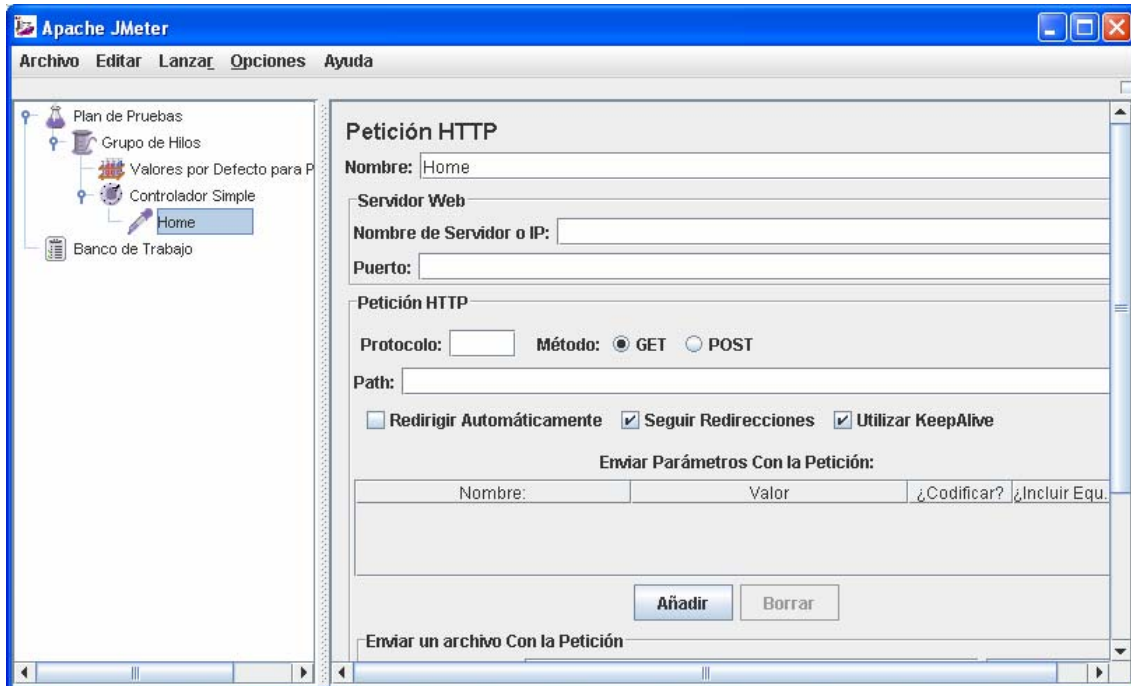 Apache JMeter
Archivo Editar Lanzar Opciones Ayuda
Plan de Pruebas
Grupo de Hilos
Valores por Defecto para P
Controlador Simple
Home
Banco de Trabajo
Petición HTTP
Nombre: Home
Servidor Web
Nombre de Servidor o IP:
Puerto:
Petición HTTP
Protocolo: Método: GET POST
Path:
Redirigir Automáticamente Seguir Redirecciones Utilizar KeepAlive
Enviar Parámetros Con la Petición:
Nombre: Valor ¿Codificar? ¿Incluir Equ.
Añadir Borrar
Enviar un archivo Con la Petición